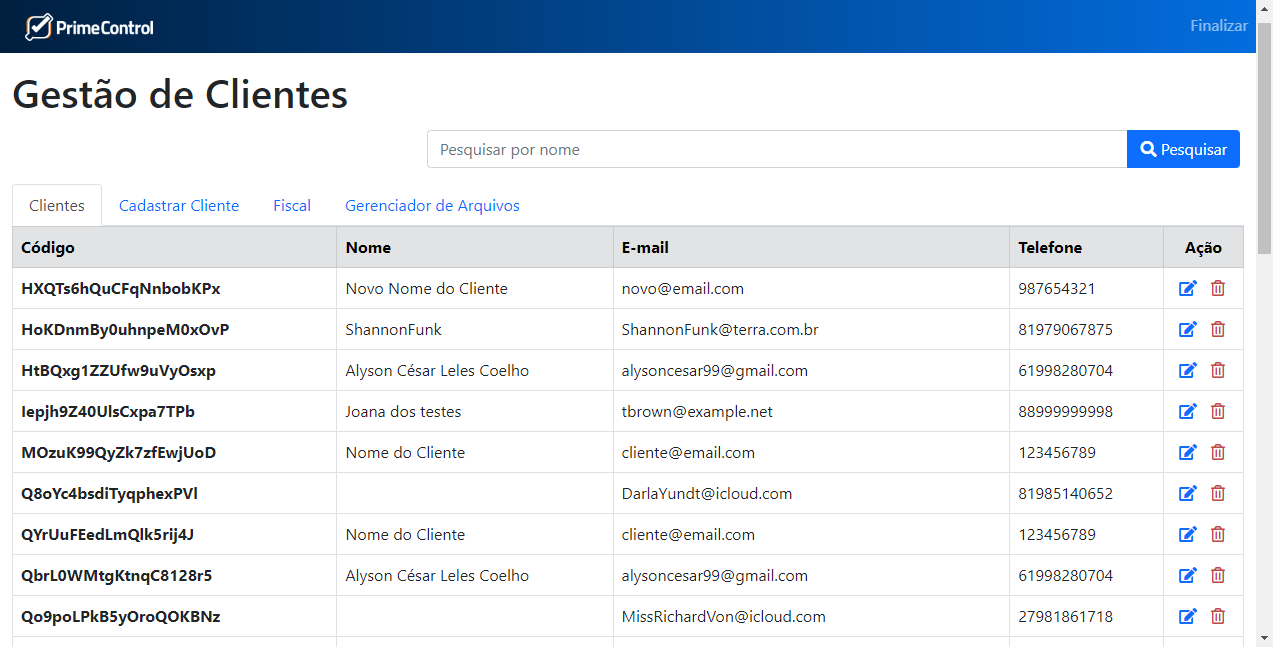 PrimeControl
Finalizar
Gestão de Clientes
Pesquisar por nome
Pesquisar
Clientes Cadastrar Cliente Fiscal Gerenciador de Arquivos
Código Nome E-mail Telefone Ação
HXQTs6hQuCFqNnbobKPx Novo Nome do Cliente novo@email.com 987654321
HoKDnmBy0uhnpeM0xOvP ShannonFunk ShannonFunk@terra.com.br 81979067875
HtBQxg1ZZUfw9uVyOsxp Alyson César Leles Coelho alysoncesar99@gmail.com 61998280704
Iepjh9Z40UlsCxpa7TPb Joana dos testes tbrown@example.net 88999999998
MOzuK99QyZk7zfEwjUoD Nome do Cliente cliente@email.com 123456789
Q8oYc4bsdiTyqphexPVl DarlaYundt@icloud.com 81985140652
QYrUuFEedLmQlk5rij4J Nome do Cliente cliente@email.com 123456789
QbrL0WMtgKtnqC8128r5 Alyson César Leles Coelho alysoncesar99@gmail.com 61998280704
Qo9poLPkB5yOroQOKBNz MissRichardVon@icloud.com 27981861718